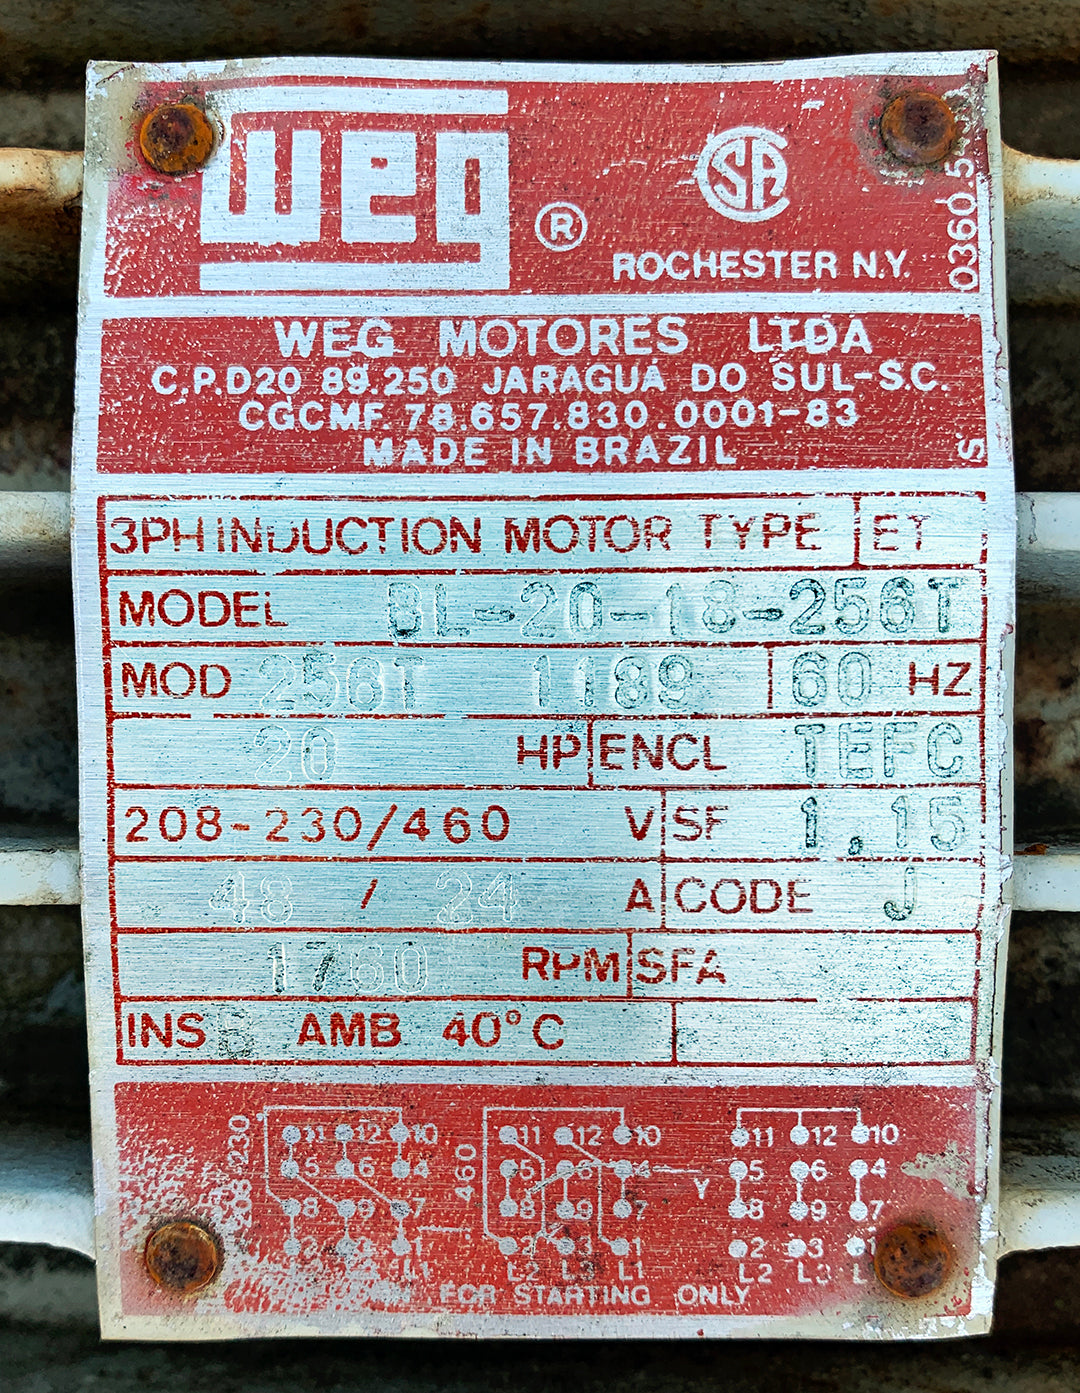 weg ®
SA
ROCHESTER N.Y.
0360.5
WEG MOTORES LTDA
C.P.D20 89.250 JARAGUÁ DO SUL-S.C.
CGCMF. 78.657.830.0001-83
MADE IN BRAZIL
S
3PH INDUCTION MOTOR TYPE ET
MODEL BL-20-18-256T
MOD 256T 1189 60 HZ
20 HP ENCL TEFC
208-230/460 V SF 1.15
48 / 24 A CODE J
1760 RPM SFA
INS B AMB 40°C
208-230 11 12 10 460 11 12 10 11 12 10
5 6 4 5 6 4 Y 5 6 4
8 9 7 8 9 7 8 9 7
3 1 2 3 1 2 3 1
L1 L2 L3 L1 L2 L3 L
FOR STARTING ONLY